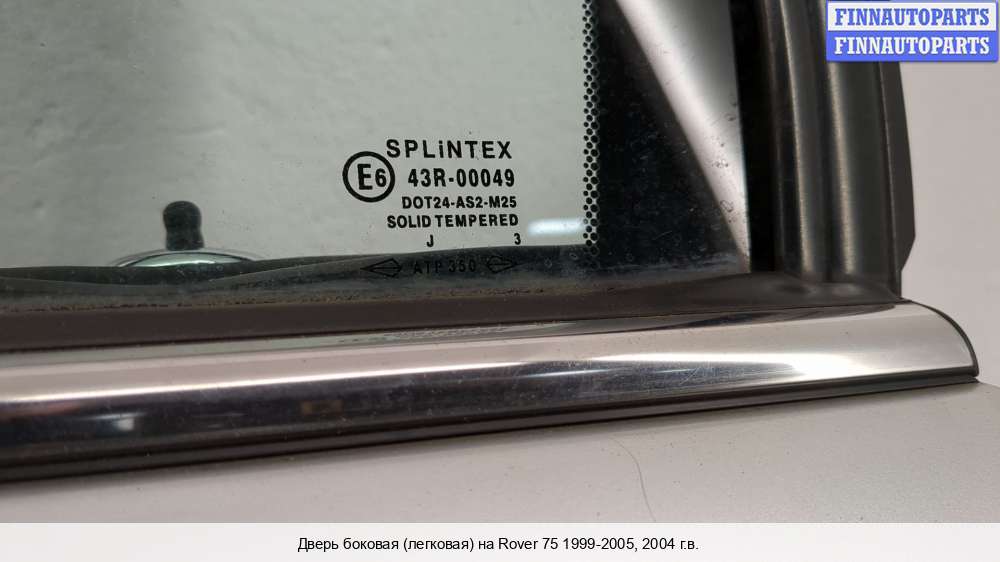 FINNAUTOPARTS
FINNAUTOPARTS
SPLiNTEX
E6 43R-00049
DOT24-AS2-M25
SOLID TEMPERED
J 3
ATP 350
Дверь боковая (легковая) на Rover 75 1999-2005, 2004 г.в.